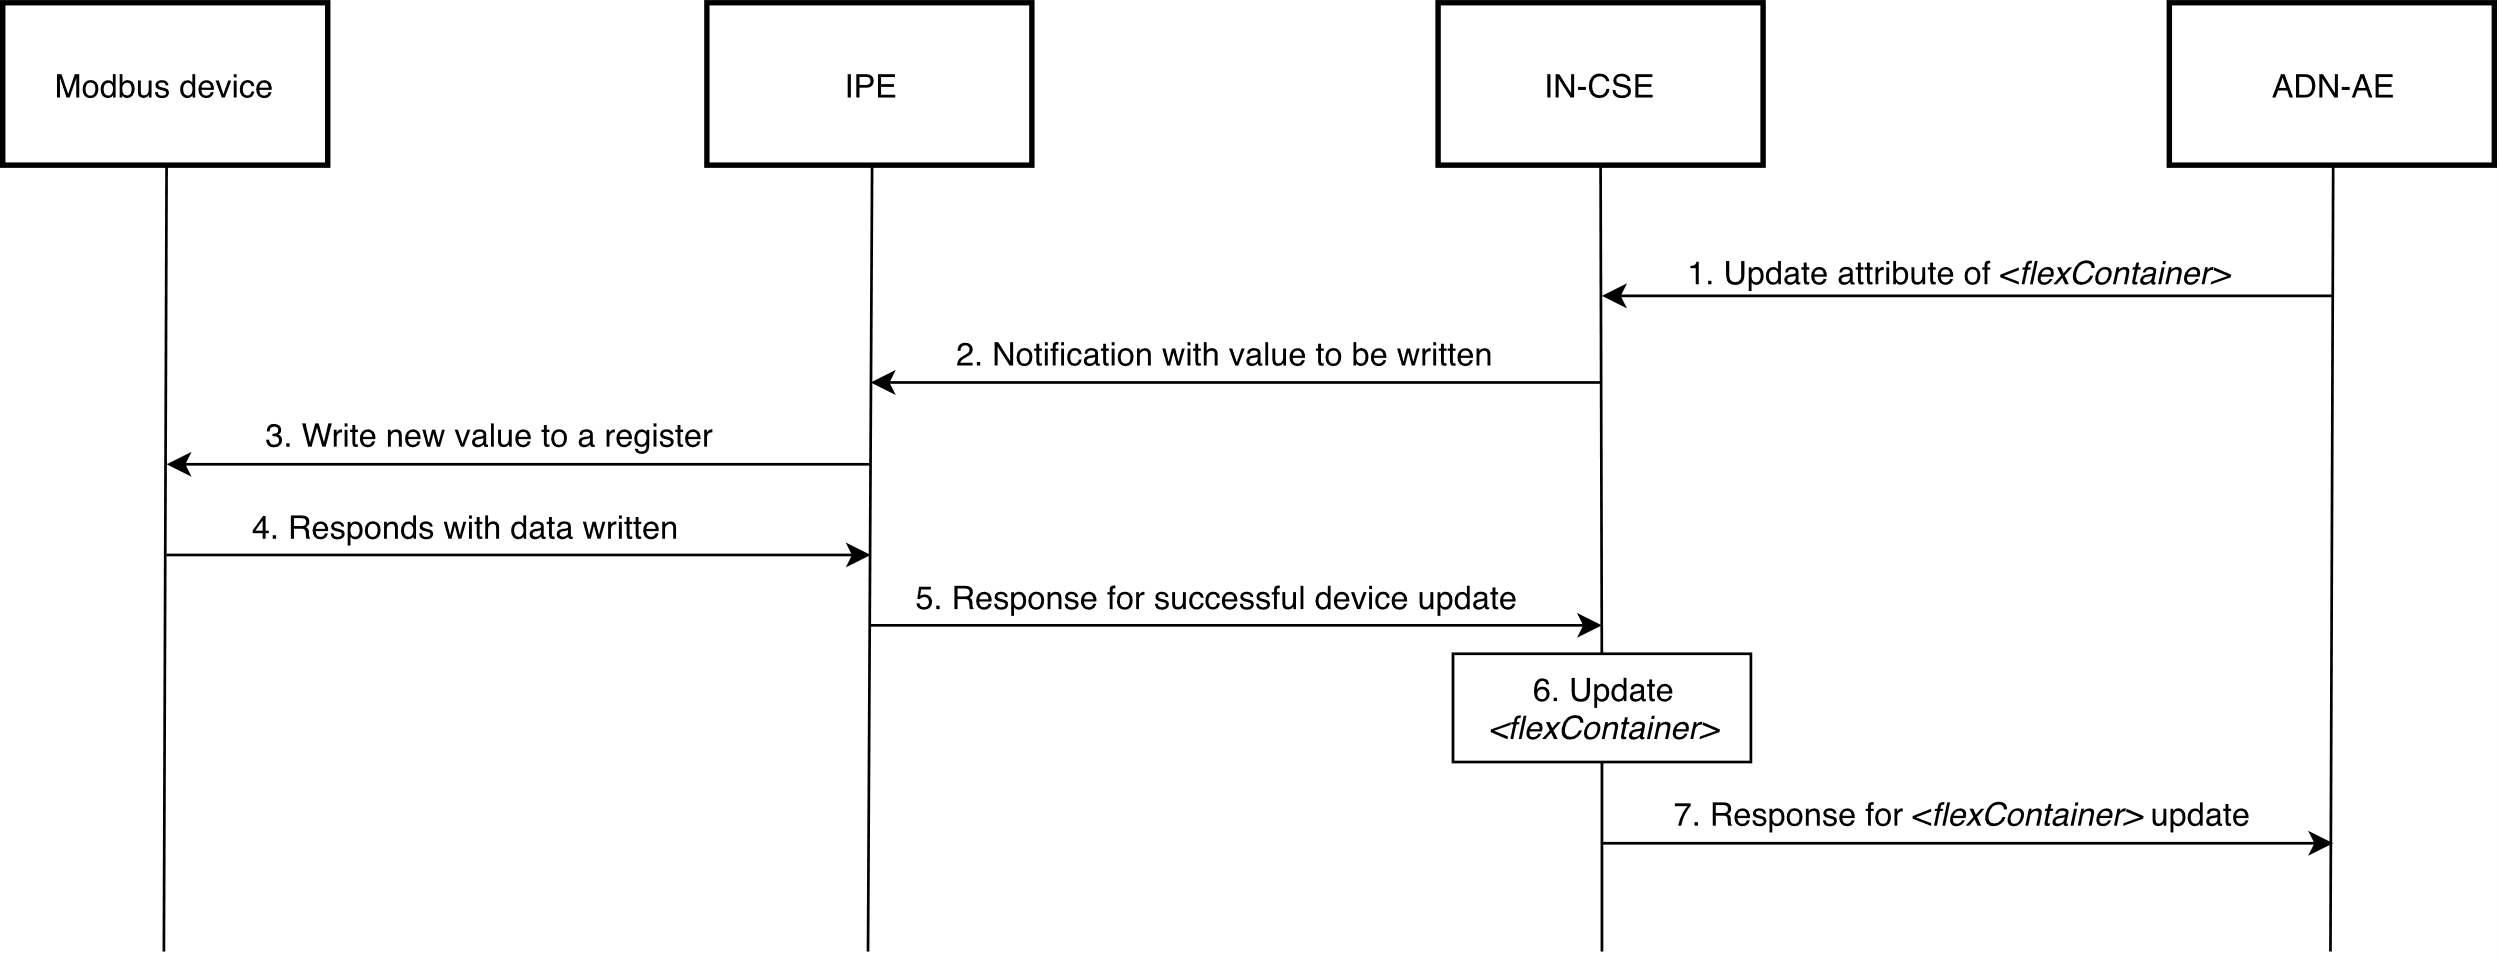 Modbus device
IPE
IN-CSE
ADN-AE
1. Update attribute of <flexContainer>
2. Notification with value to be written
3. Write new value to a register
4. Responds with data written
5. Response for successful device update
6. Update
<flexContainer>
7. Response for <flexContainer> update